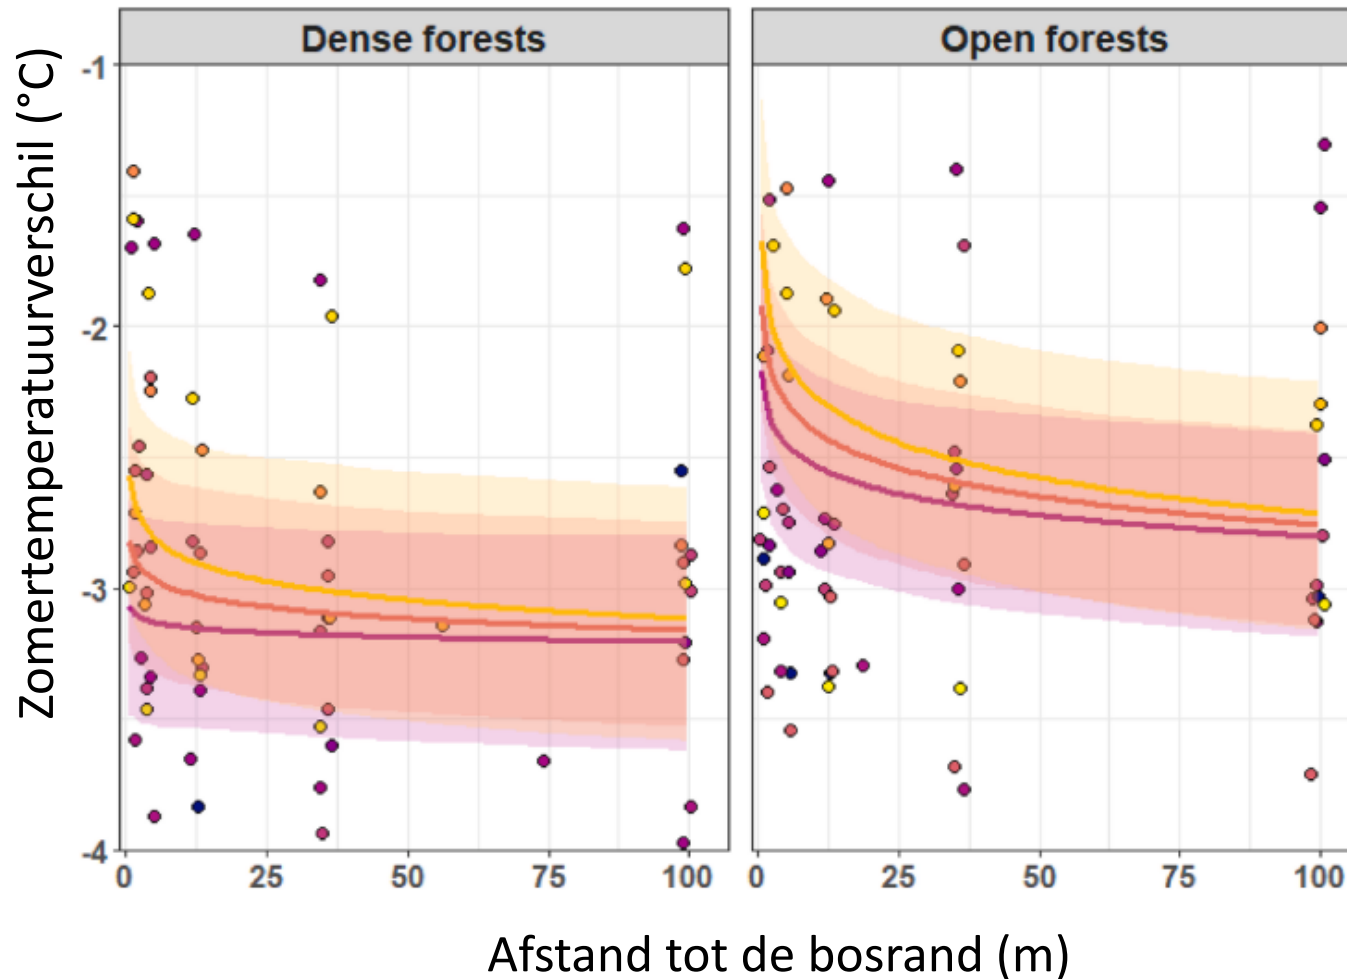 Dense forests
Open forests
Zomertemperatuurverschil (°C)
-1
-2
-3
-4
0 25 50 75 100
0 25 50 75 100
Afstand tot de bosrand (m)